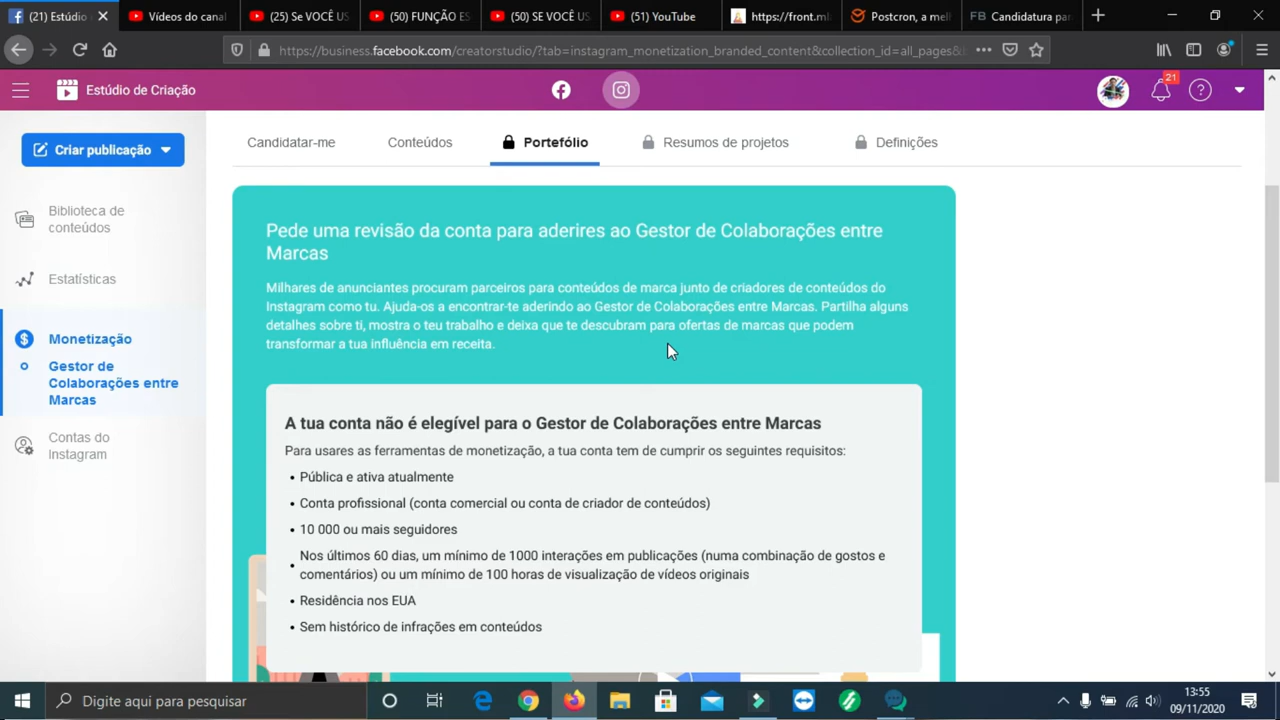 (21) Estúdio d
Vídeos do canal
(25) Se VOCÊ US
(50) FUNÇÃO ES
(50) SE VOCÊ US
(51) YouTube
https://front.ml
Postcron, a mel
FB Candidatura par
https://business.facebook.com/creatorstudio/?tab=instagram_monetization_branded_content&collection_id=all_pages&
Estúdio de Criação
21
Criar publicação
Biblioteca de
conteúdos
Estatísticas
Monetização
Gestor de
Colaborações entre
Marcas
Contas do
Instagram
Candidatar-me
Conteúdos
Portefólio
Resumos de projetos
Definições
Pede uma revisão da conta para aderires ao Gestor de Colaborações entre
Marcas
Milhares de anunciantes procuram parceiros para conteúdos de marca junto de criadores de conteúdos do
Instagram como tu. Ajuda-os a encontrar-te aderindo ao Gestor de Colaborações entre Marcas. Partilha alguns
detalhes sobre ti, mostra o teu trabalho e deixa que te descubram para ofertas de marcas que podem
transformar a tua influência em receita.
A tua conta não é elegível para o Gestor de Colaborações entre Marcas
Para usares as ferramentas de monetização, a tua conta tem de cumprir os seguintes requisitos:
• Pública e ativa atualmente
• Conta profissional (conta comercial ou conta de criador de conteúdos)
• 10 000 ou mais seguidores
• Nos últimos 60 dias, um mínimo de 1000 interações em publicações (numa combinação de gostos e
comentários) ou um mínimo de 100 horas de visualização de vídeos originais
• Residência nos EUA
• Sem histórico de infrações em conteúdos
Digite aqui para pesquisar
13:55
09/11/2020